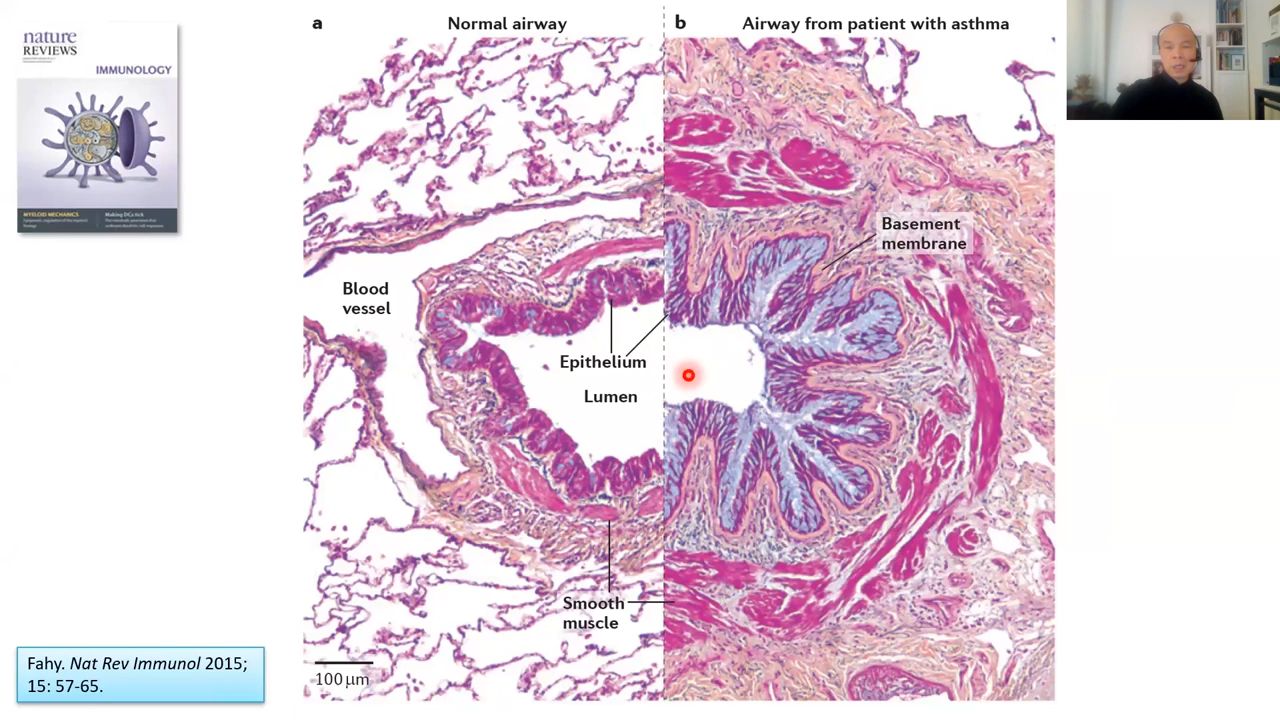 nature
REVIEWS
IMMUNOLOGY
MYELOID MECHANICS
Making DCs tick
a
Normal airway
b
Airway from patient with asthma
Basement
membrane
Blood
vessel
Epithelium
Lumen
Smooth
muscle
100 μm
Fahy. Nat Rev Immunol 2015;
15: 57-65.